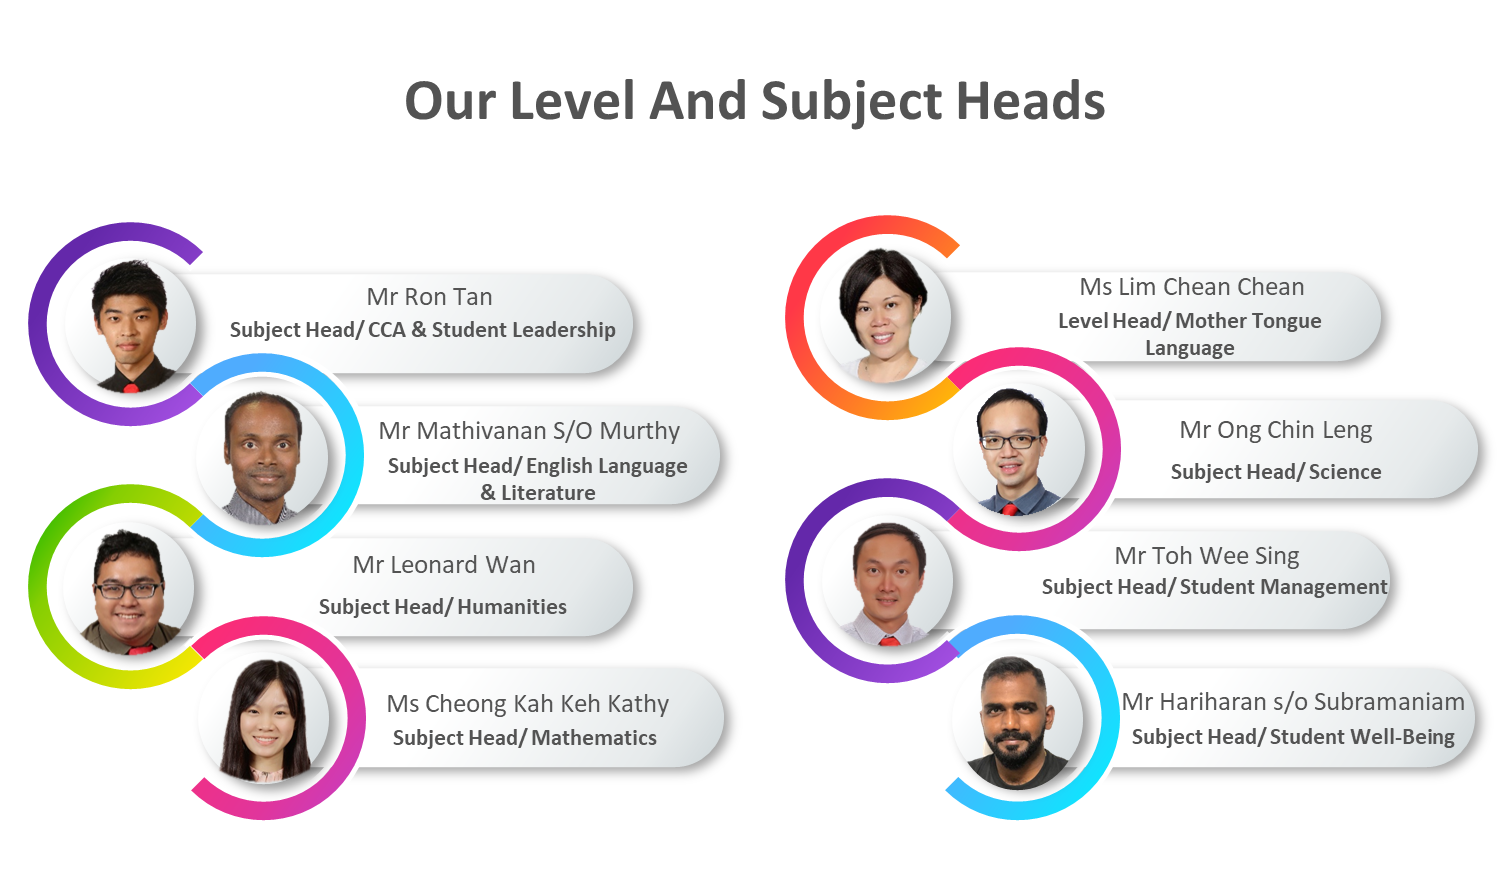 Our Level And Subject Heads
Mr Ron Tan
Subject Head/ CCA & Student Leadership
Mr Mathivanan S/O Murthy
Subject Head/ English Language
& Literature
Mr Leonard Wan
Subject Head/ Humanities
Ms Cheong Kah Keh Kathy
Subject Head/ Mathematics
Ms Lim Chean Chean
Level Head/ Mother Tongue
Language
Mr Ong Chin Leng
Subject Head/ Science
Mr Toh Wee Sing
Subject Head/ Student Management
Mr Hariharan s/o Subramaniam
Subject Head/ Student Well-Being